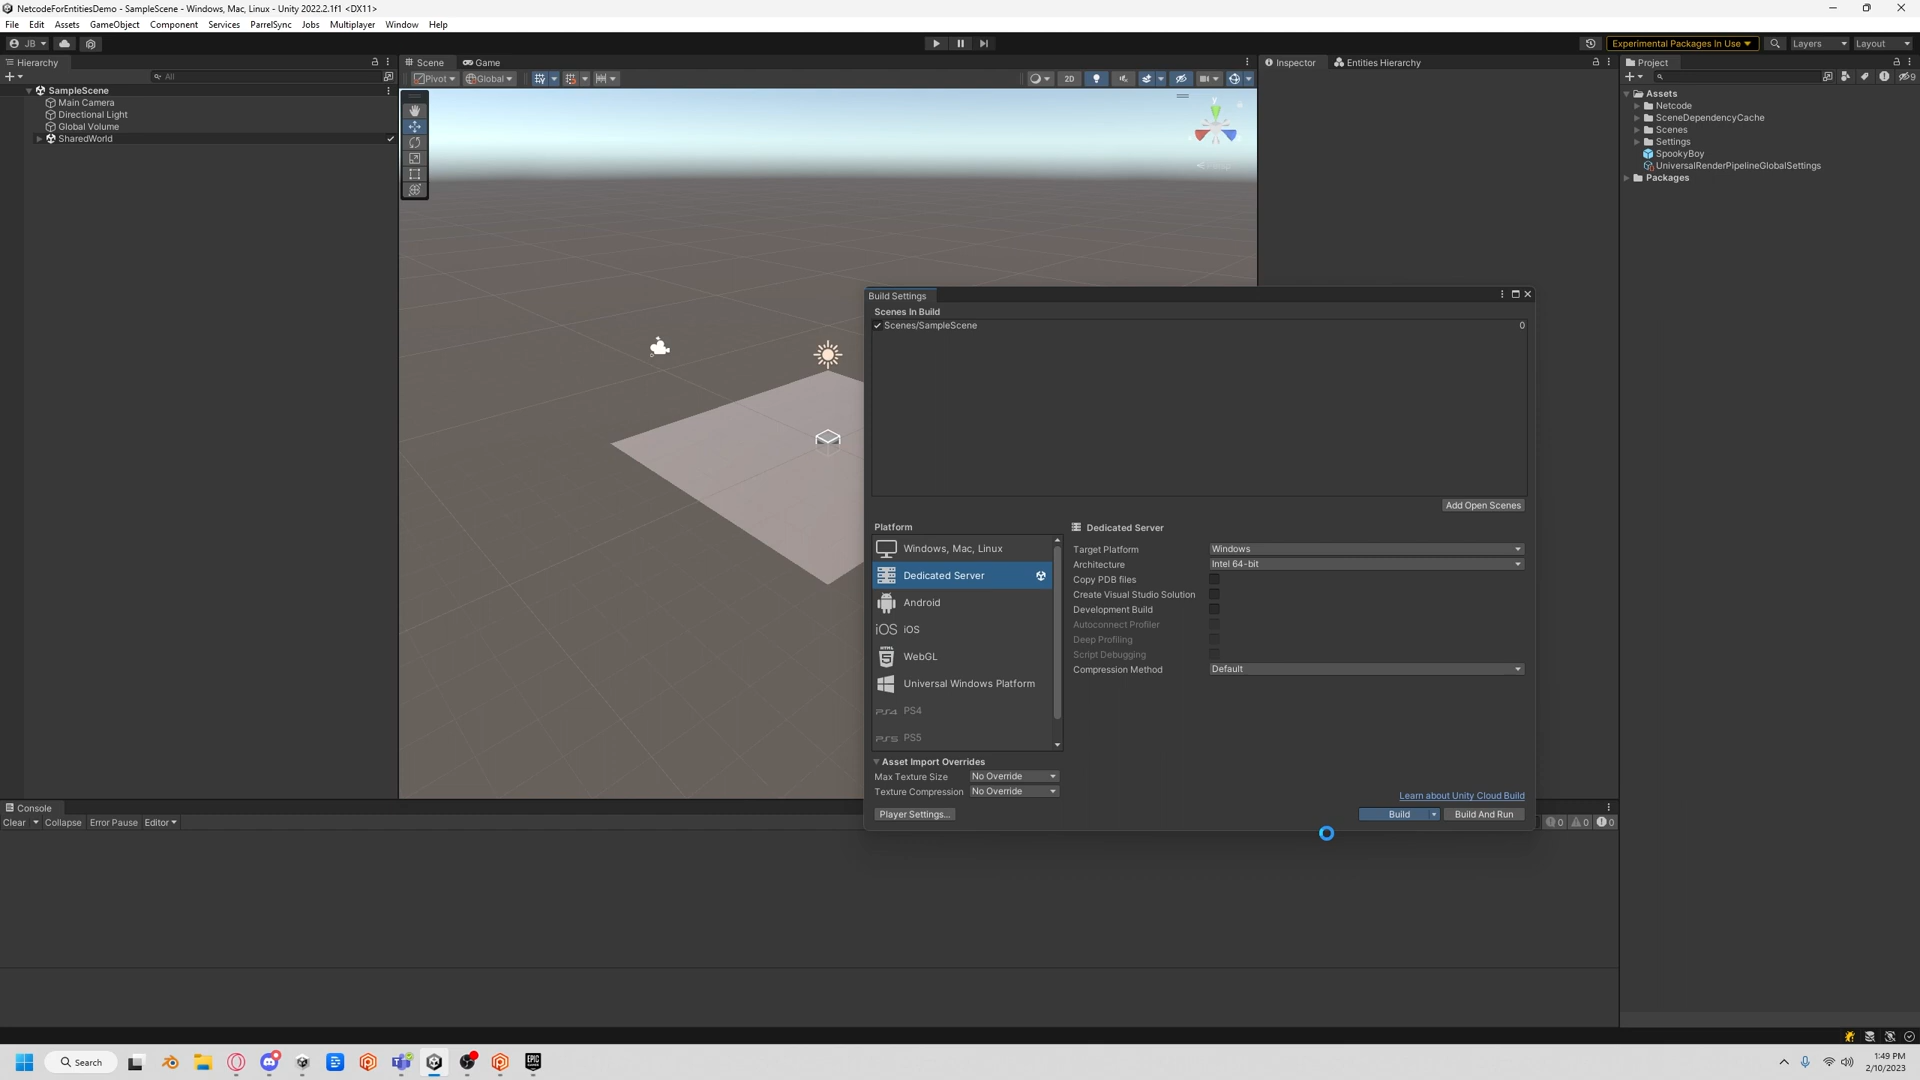 NetcodeForEntitiesDemo - SampleScene - Windows, Mac, Linux - Unity 2022.2.1f1 <DX11>
File Edit Assets GameObject Component Services ParrelSync Jobs Multiplayer Window Help
JB
Experimental Packages In Use
Layers
Layout
Hierarchy
All
SampleScene
Main Camera
Directional Light
Global Volume
SharedWorld
Scene
Game
Pivot
Global
2D
Persp
Inspector
Entities Hierarchy
Project
9
Assets
Netcode
SceneDependencyCache
Scenes
Settings
SpookyBoy
UniversalRenderPipelineGlobalSettings
Packages
Build Settings
Scenes In Build
Scenes/SampleScene 0
Add Open Scenes
Platform
Windows, Mac, Linux
Dedicated Server
Android
iOS iOS
WebGL
Universal Windows Platform
PS4 PS4
PS5 PS5
Dedicated Server
Target Platform Windows
Architecture Intel 64-bit
Copy PDB files
Create Visual Studio Solution
Development Build
Autoconnect Profiler
Deep Profiling
Script Debugging
Compression Method Default
Asset Import Overrides
Max Texture Size No Override
Texture Compression No Override
Learn about Unity Cloud Build
Player Settings...
Build
Build And Run
Console
Clear Collapse Error Pause Editor
0 0 0
Search
1:49 PM
2/10/2023